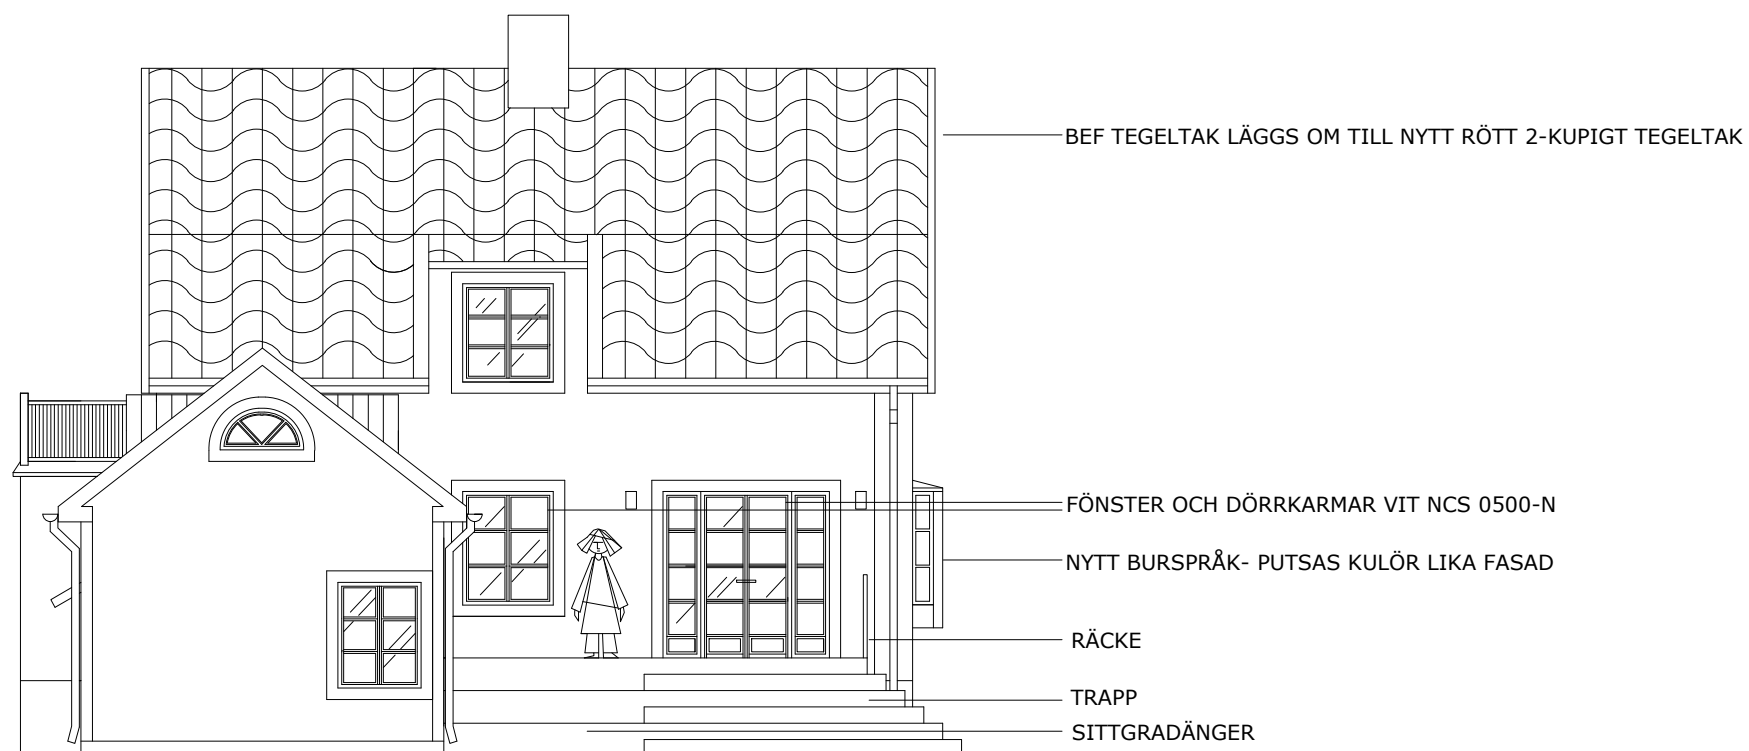 BEF TEGELTAK LÄGGS OM TILL NYTT RÖTT 2-KUPIGT TEGELTAK
FÖNSTER OCH DÖRRKARMAR VIT NCS 0500-N
NYTT BURSPRÅK- PUTSAS KULÖR LIKA FASAD
RÄCKE
TRAPP
SITTGRADÄNGER